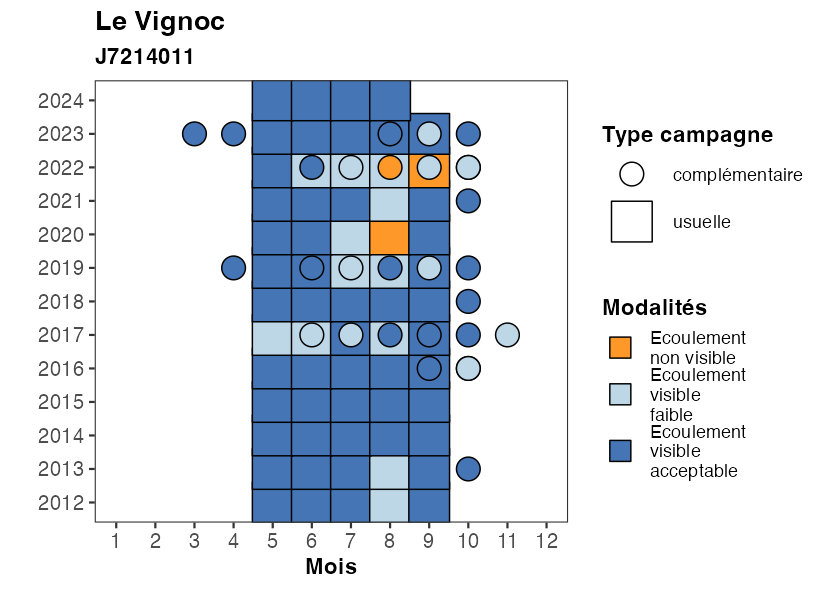 Le Vignoc
J7214011
2024
2023
2022
2021
2020
2019
2018
2017
2016
2015
2014
2013
2012
1 2 3 4 5 6 7 8 9 10 11 12
Mois
Type campagne
complémentaire
usuelle
Modalités
Ecoulement
non visible
Ecoulement
visible
faible
Ecoulement
visible
acceptable